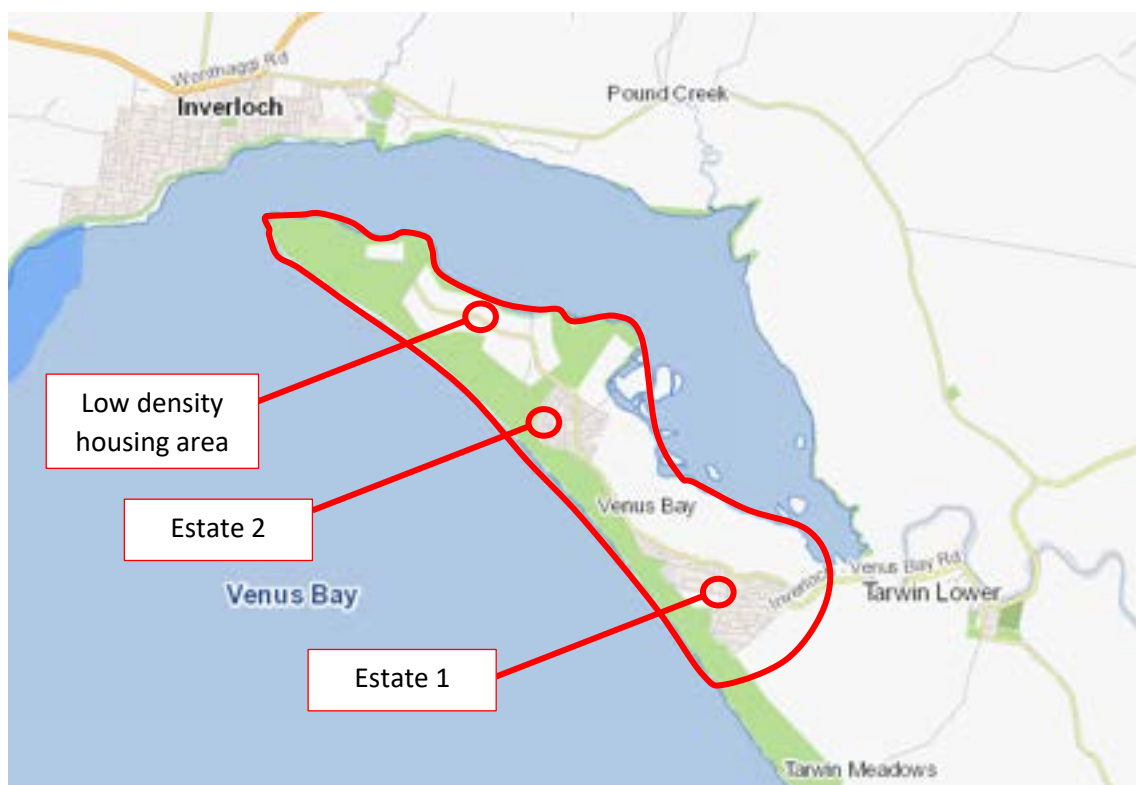 Wonthaggi Rd
Inverloch
Pound Creek
Low density
housing area
Estate 2
Venus Bay
Venus Bay
Inverloch - Venus Bay Rd
Tarwin Lower
Estate 1
Tarwin Meadows